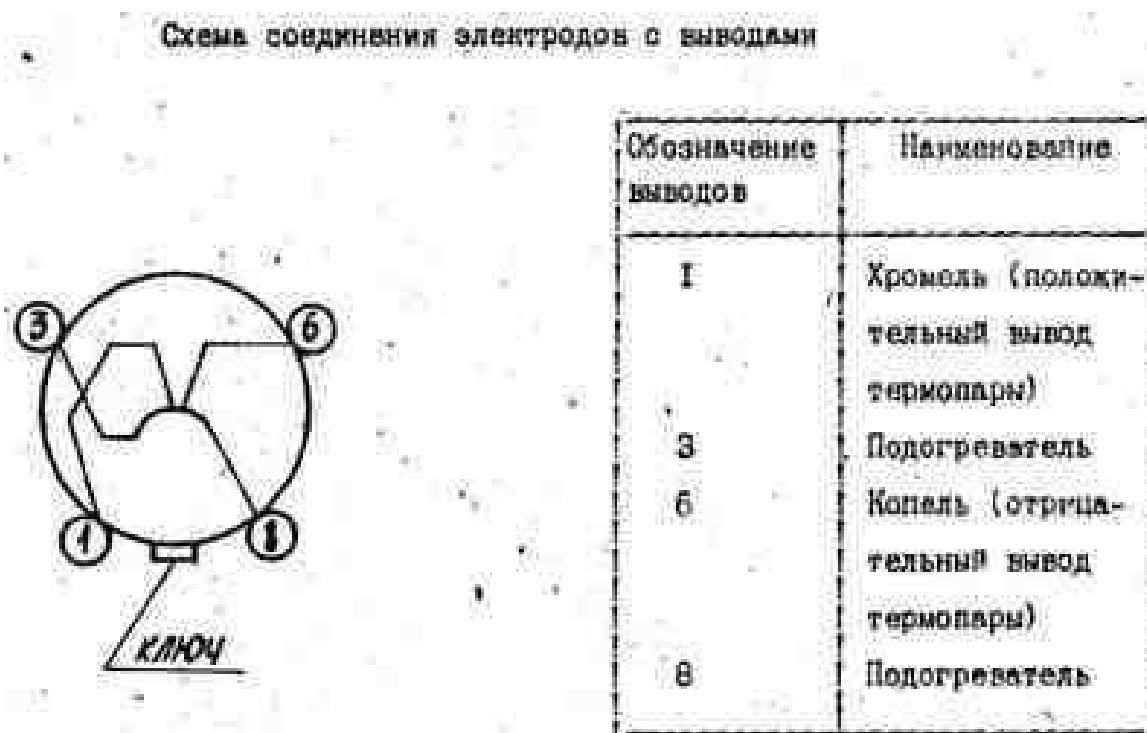 Схема соединения электродов с выводами
Обозначение выводов
Наименование
I
Хромель (положи-
тельный вывод
термопары)
3
Подогреватель
6
Копель (отрица-
тельный вывод
термопары)
8
Подогреватель
3
6
1
8
ключ